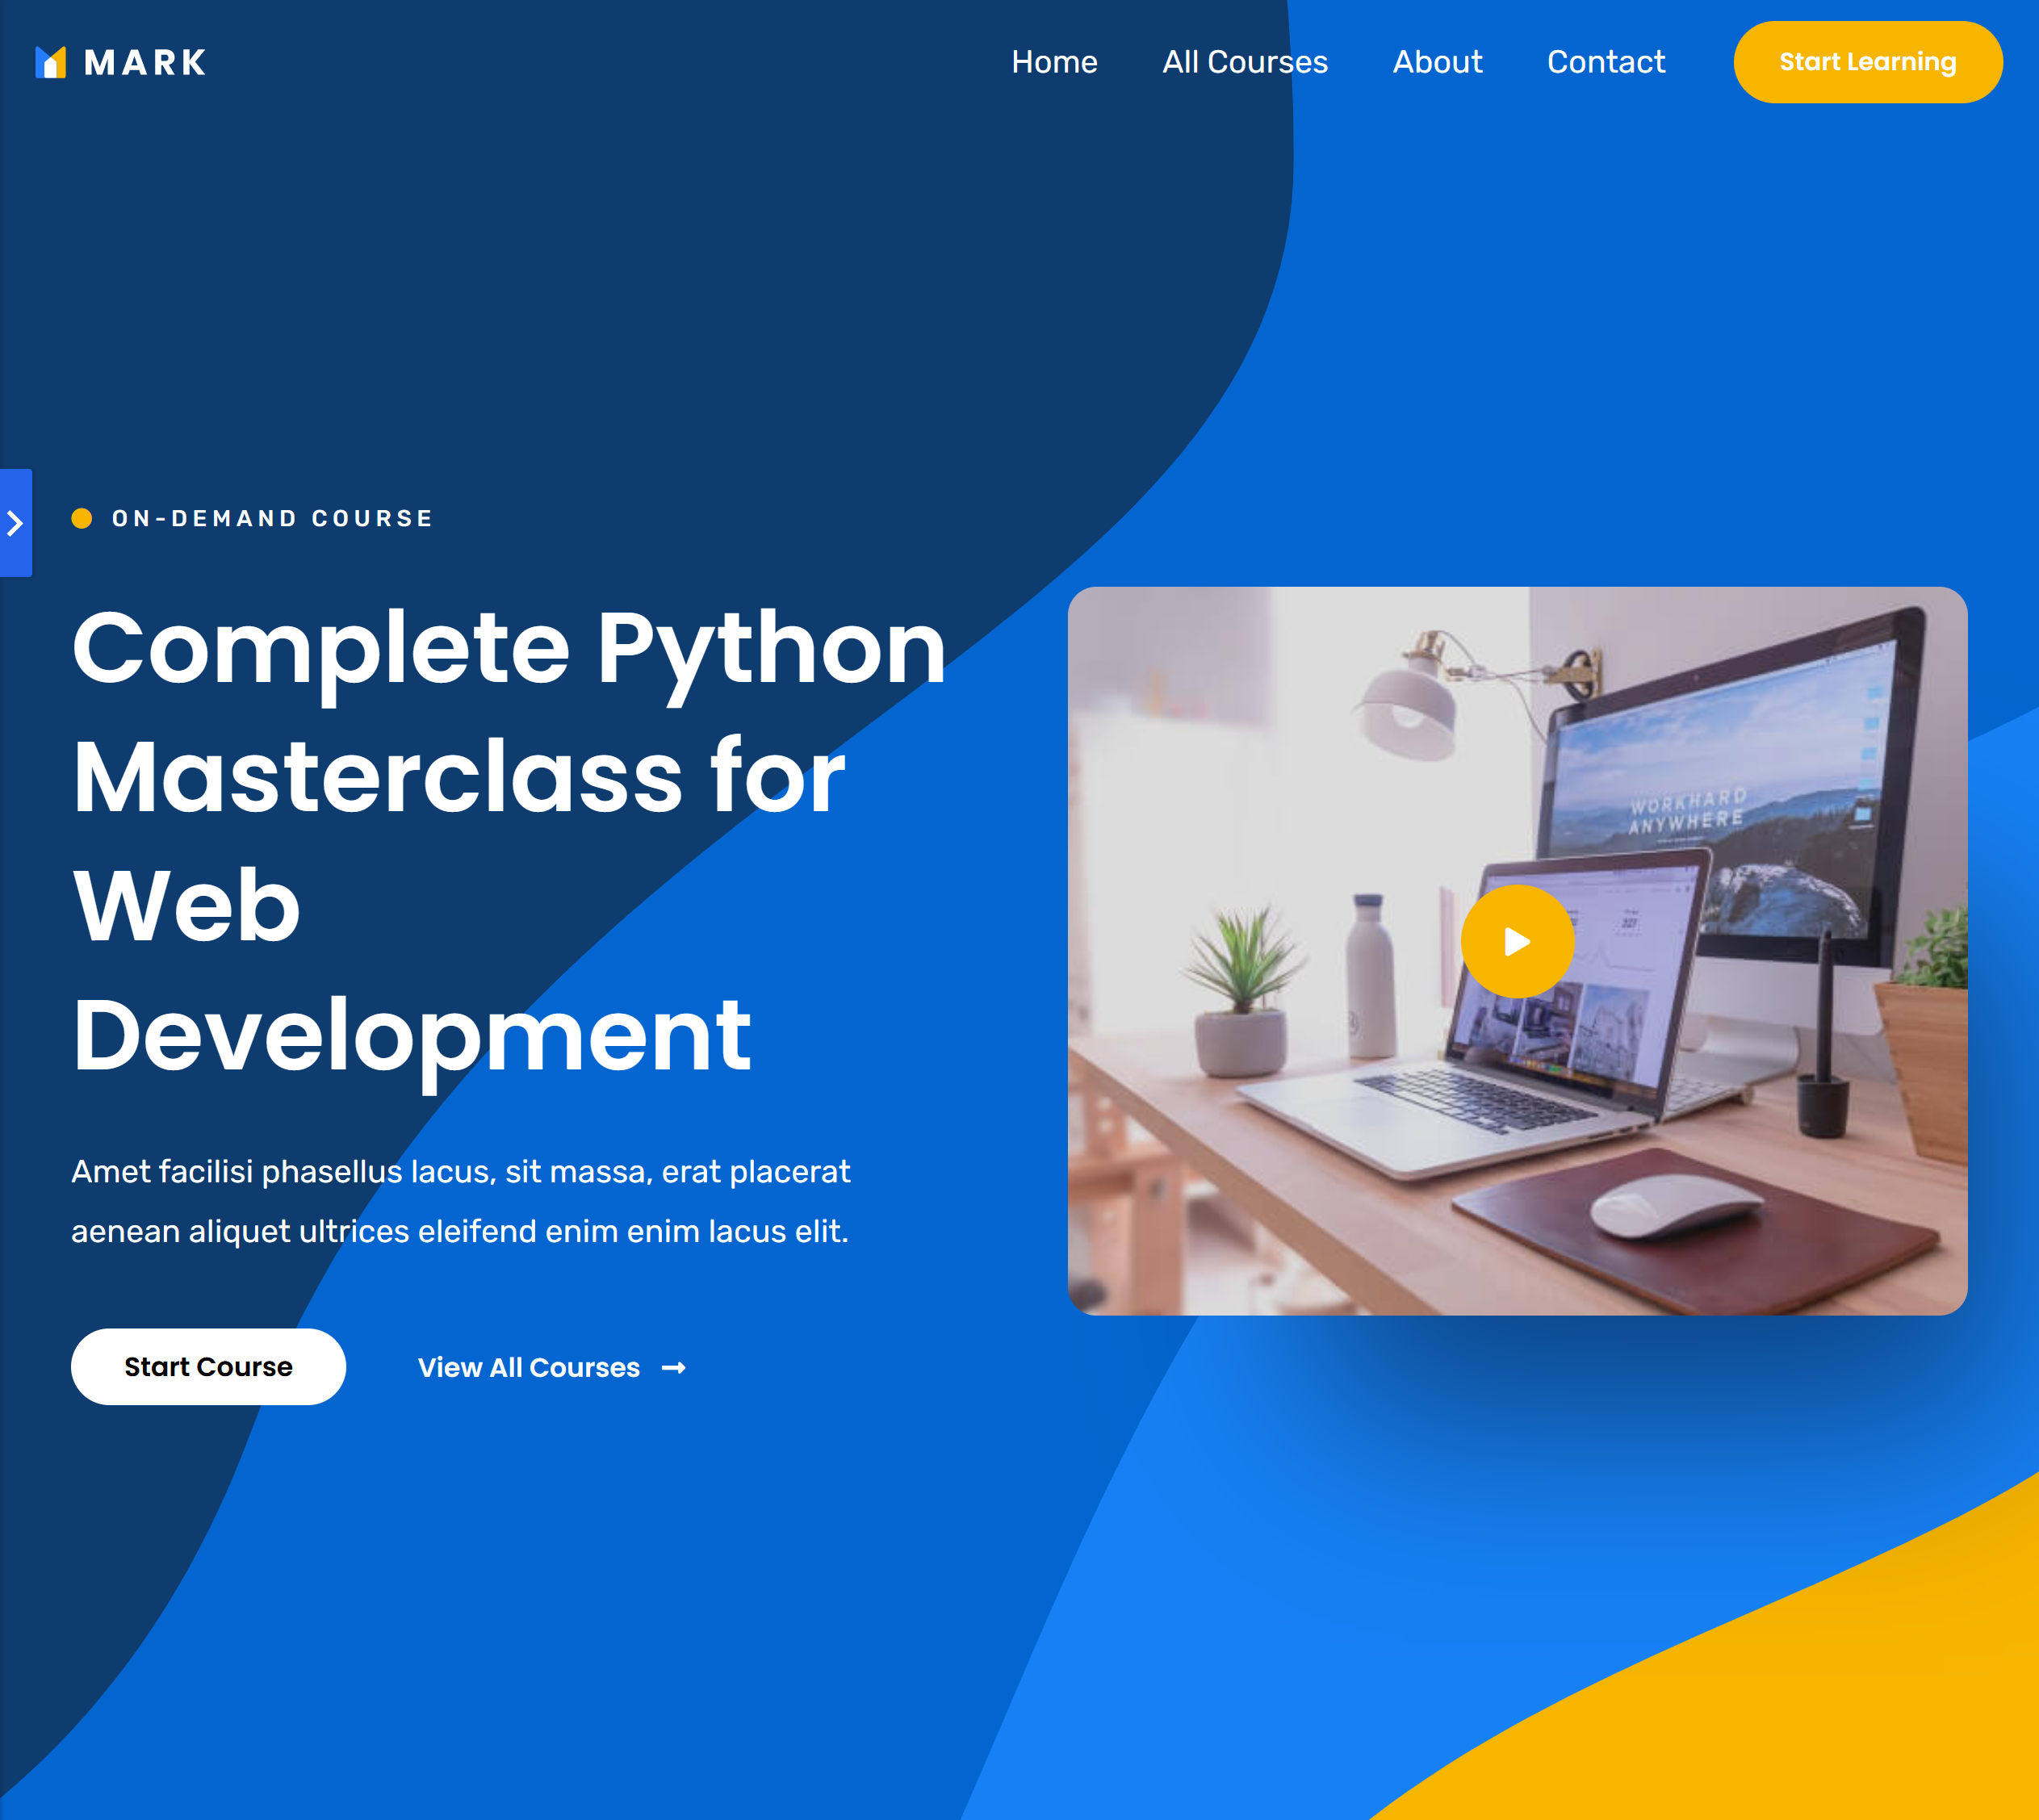 MARK
Home
All Courses
About
Contact
Start Learning
ON-DEMAND COURSE
Complete Python
Masterclass for
Web
Development
WORKHARD
ANYWHERE
Amet facilisi phasellus lacus, sit massa, erat placerat
aenean aliquet ultrices eleifend enim enim lacus elit.
Start Course
View All Courses